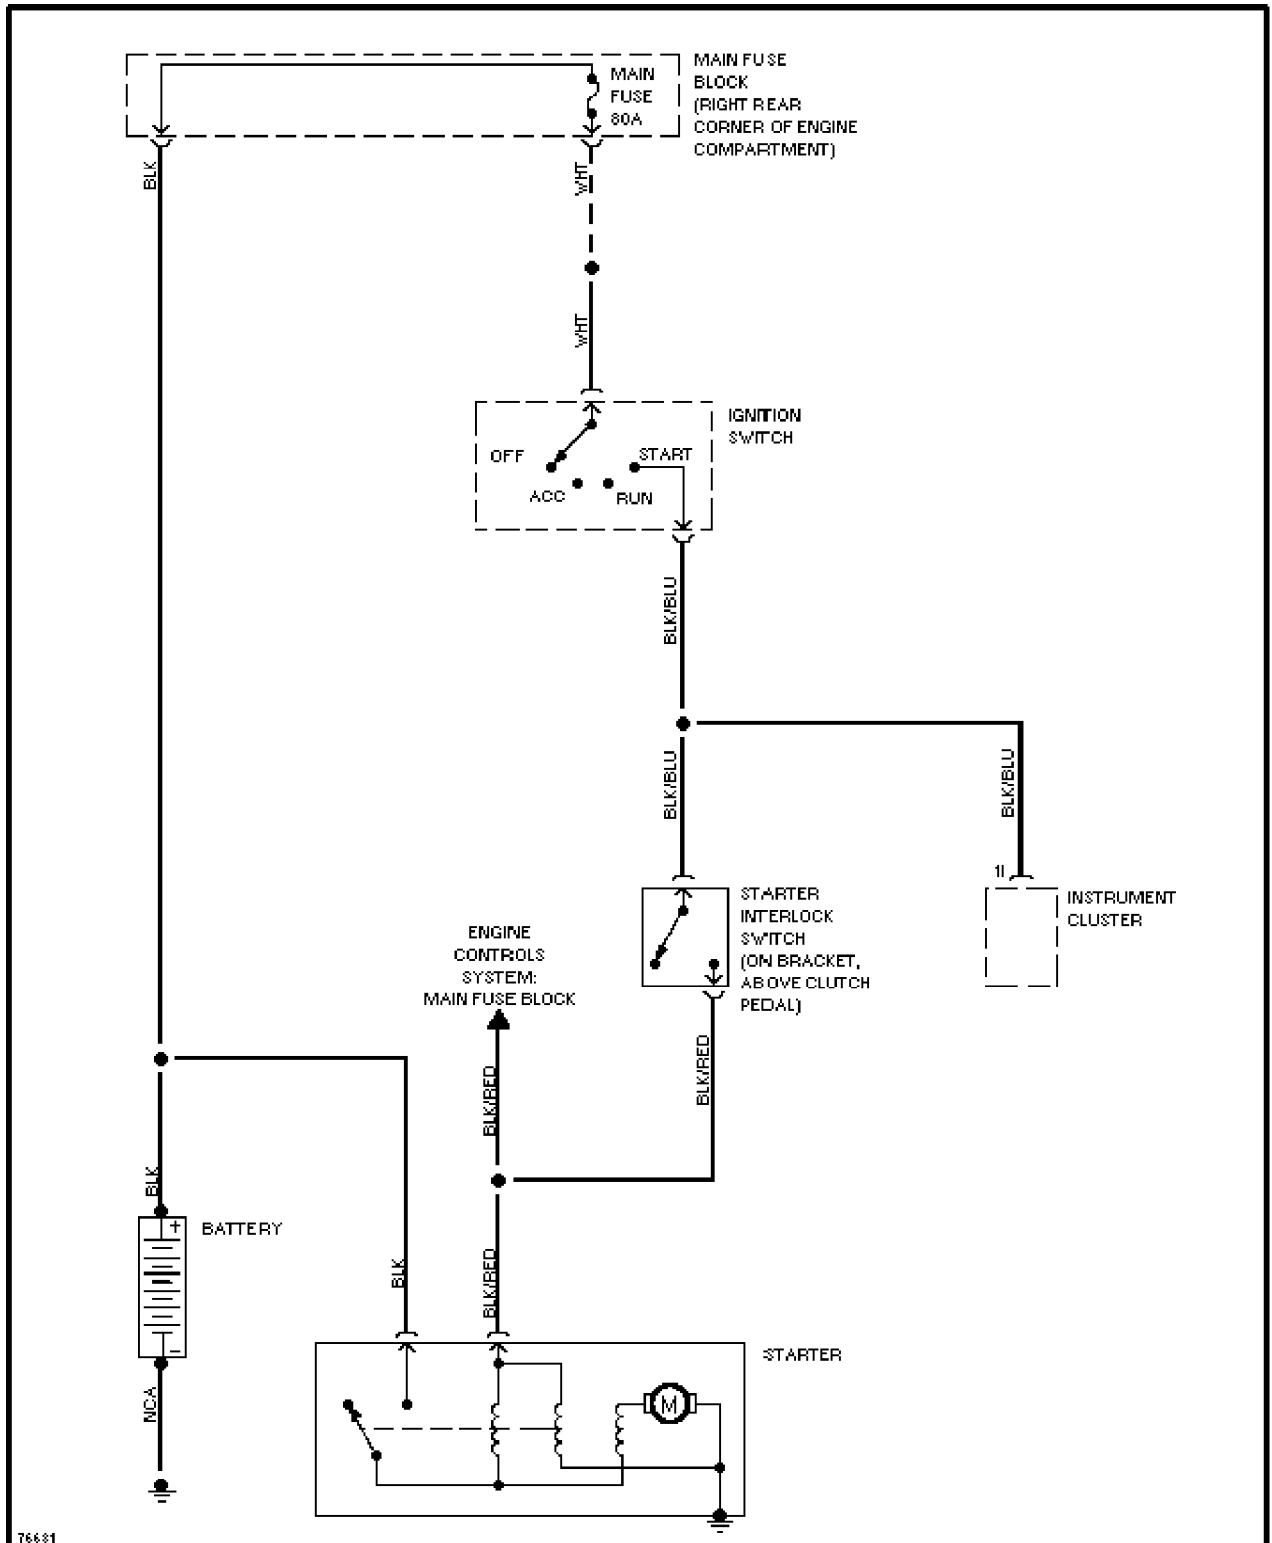 MAIN
FUSE
80A
MAIN FUSE
BLOCK
(RIGHT REAR
CORNER OF ENGINE
COMPARTMENT)
BLK
WHT
WHT
IGNITION
SWITCH
OFF
START
ACC
RUN
BLK/BLU
BLK/BLU
BLK/BLU
1I
STARTER
INTERLOCK
SWITCH
(ON BRACKET,
ABOVE CLUTCH
PEDAL)
INSTRUMENT
CLUSTER
ENGINE
CONTROLS
SYSTEM:
MAIN FUSE BLOCK
BLK/RED
BLK/RED
BLK
+
BATTERY
-
BLK
BLK/RED
STARTER
NCA
M
76681